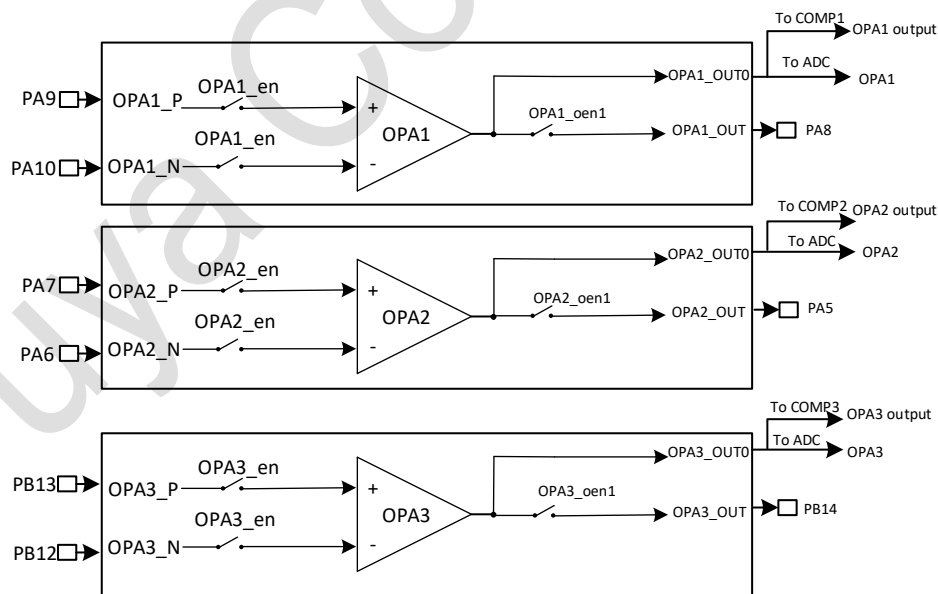 To COMP1
OPA1 output
To ADC
OPA1
PA9
OPA1_P
OPA1_en
+
OPA1
OPA1_OUT0
OPA1_oen1
OPA1_OUT
PA8
PA10
OPA1_N
OPA1_en
-
To COMP2
OPA2 output
To ADC
OPA2
PA7
OPA2_P
OPA2_en
+
OPA2
OPA2_OUT0
OPA2_oen1
OPA2_OUT
PA5
PA6
OPA2_N
OPA2_en
-
To COMP3
OPA3 output
To ADC
OPA3
PB13
OPA3_P
OPA3_en
+
OPA3
OPA3_OUT0
OPA3_oen1
OPA3_OUT
PB14
PB12
OPA3_N
OPA3_en
-
uya Co